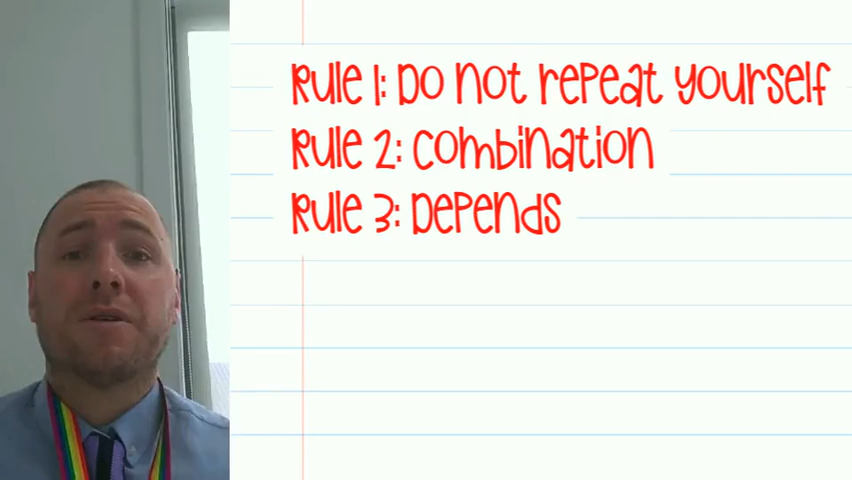 Rule 1: Do not repeat yourself
Rule 2: Combination
Rule 3: Depends